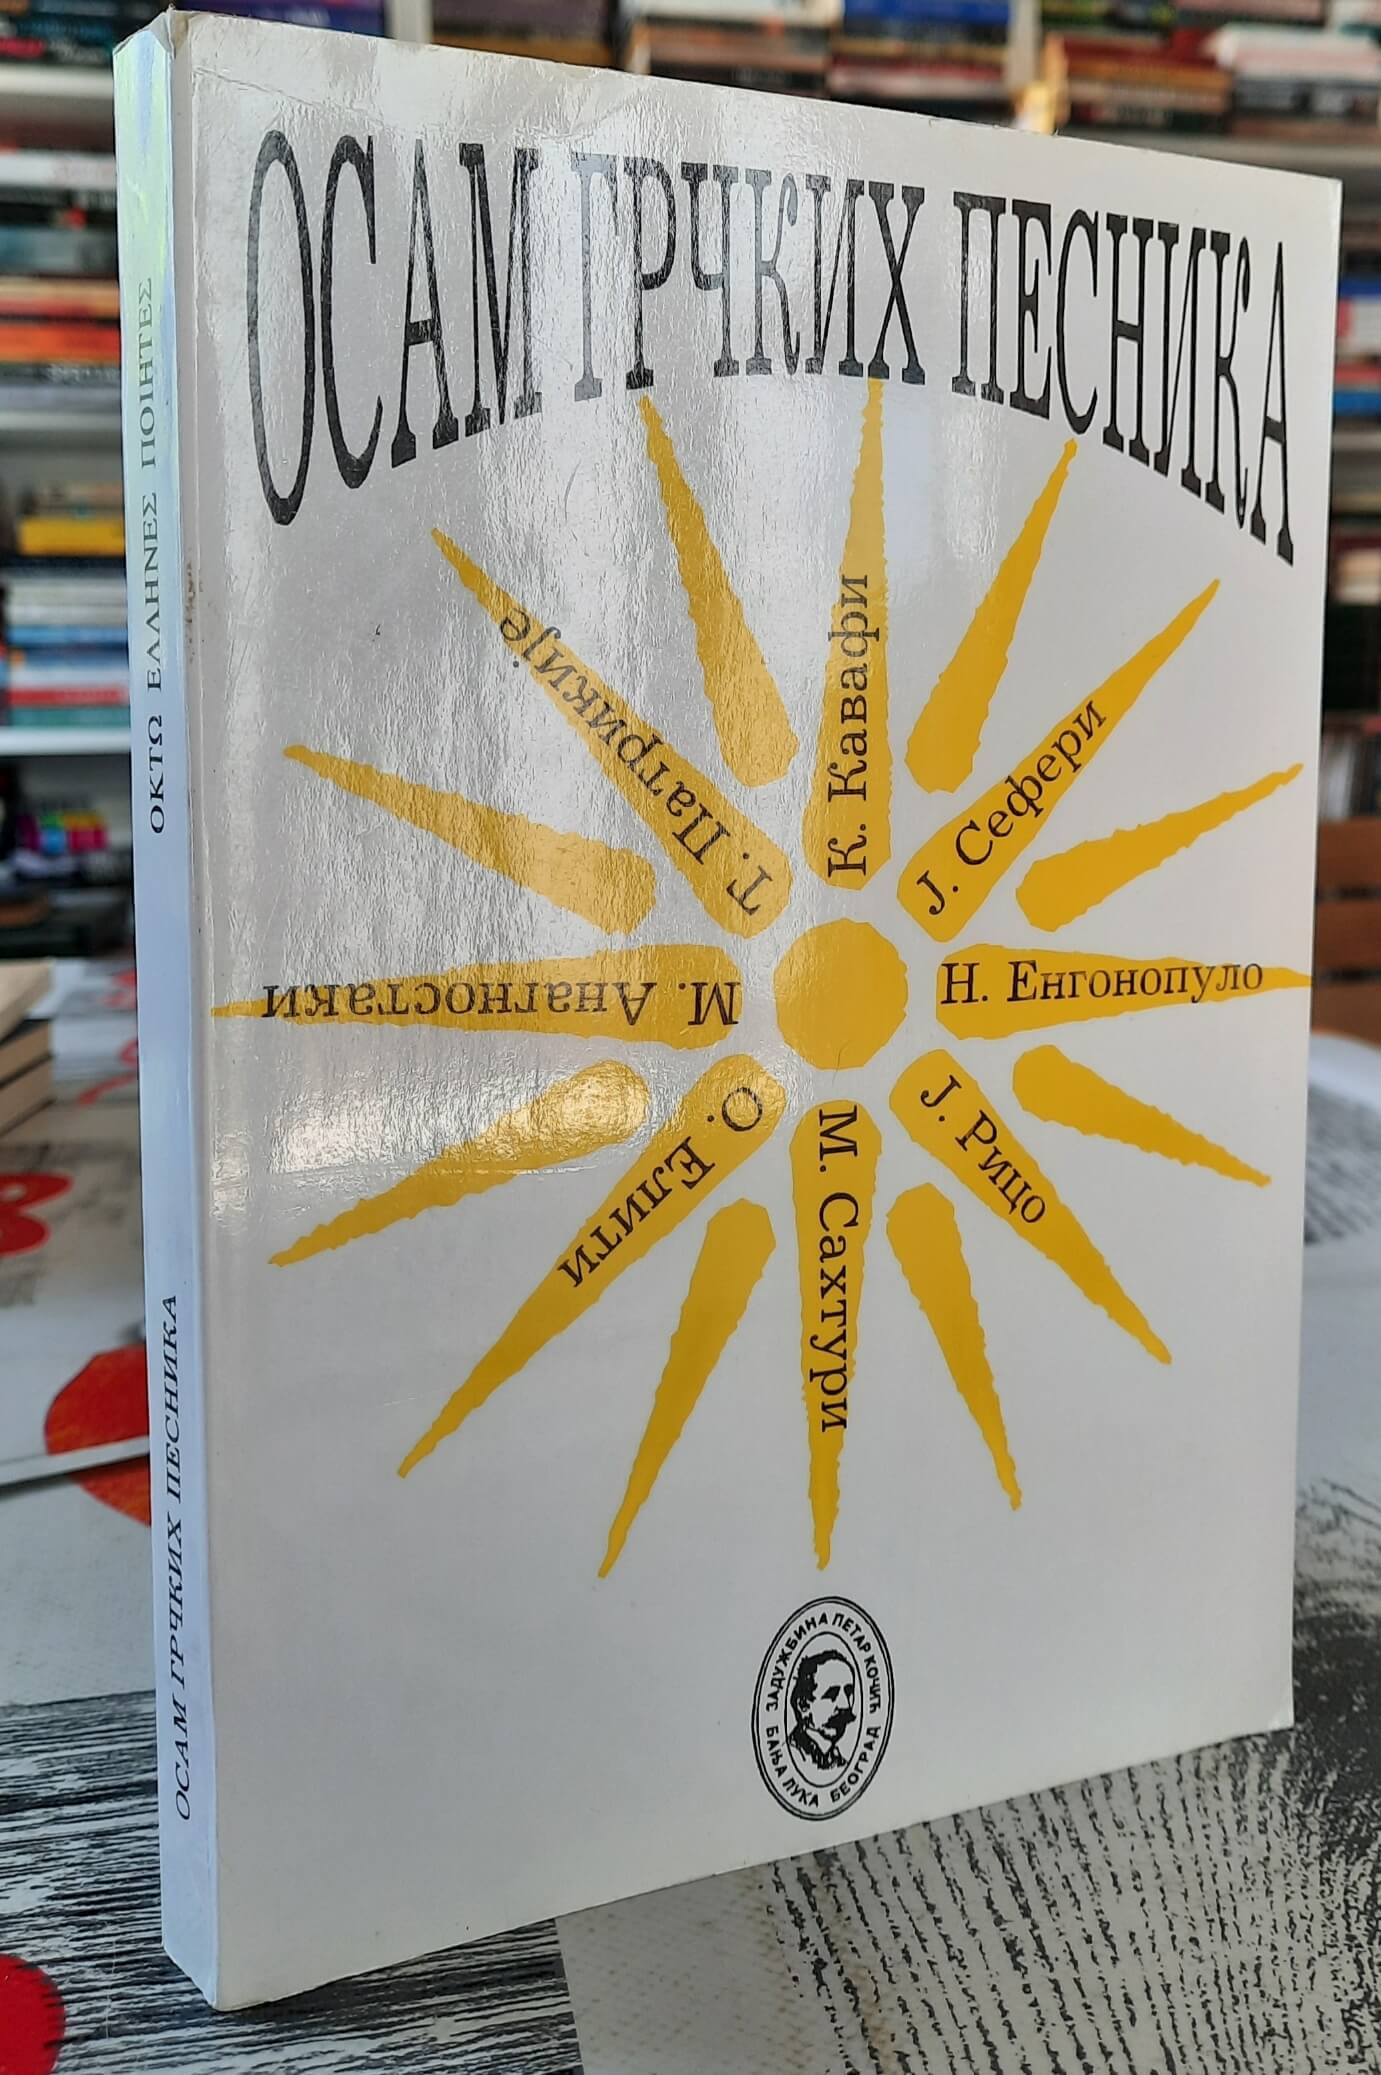 ОСАМ ГРЧКИХ ПЕСНИКА
К. Кавафи
Ј. Сефери
Н. Енгонопуло
Ј. Рицо
М. Сахтури
О. Елити
М. Анагностаки
Т. Патрикије
ЗАДУЖБИНА ПЕТАР КОЧИЋ
БАЊА ЛУКА БЕОГРАД
ΟΚΤΩ ΕΛΛΗΝΕΣ ΠΟΙΗΤΕΣ
ОСАМ ГРЧКИХ ПЕСНИКА